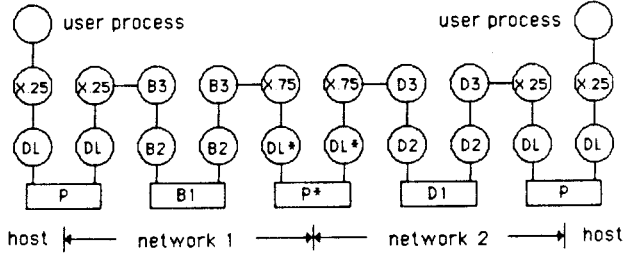 user process user process
X.25 X.25 B3 B3 X.75 X.75 D3 D3 X.25 X.25
DL DL B2 B2 DL* DL* D2 D2 DL DL
P B1 P* D1 P
host network 1 network 2 host